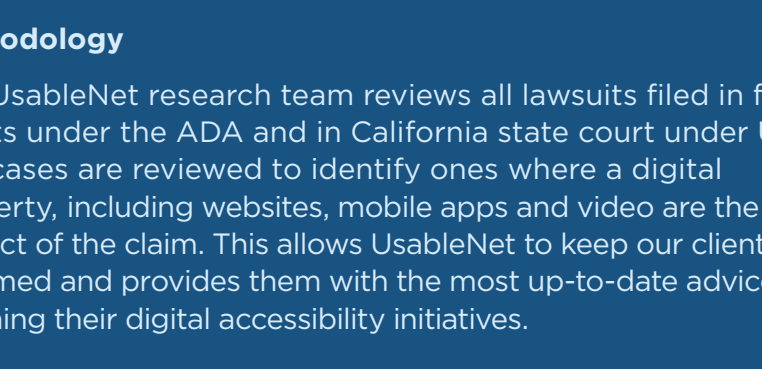 odology
UsableNet research team reviews all lawsuits filed in f
ts under the ADA and in California state court under U
cases are reviewed to identify ones where a digital
erty, including websites, mobile apps and video are the
ct of the claim. This allows UsableNet to keep our client
med and provides them with the most up-to-date advic
ing their digital accessibility initiatives.